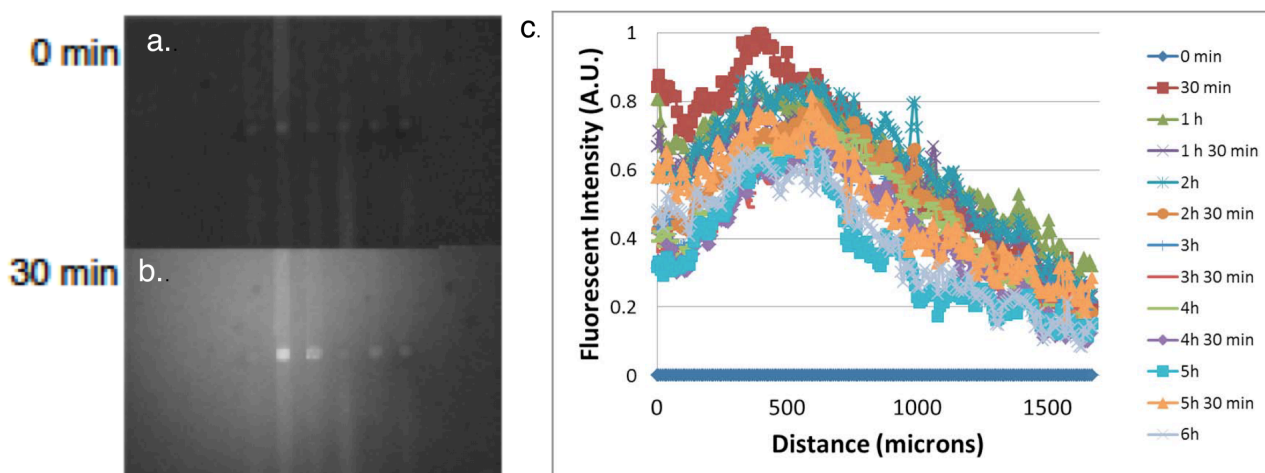 0 min
a..
30 min
b..
c.
Fluorescent Intensity (A.U.)
1
0.8
0.6
0.4
0.2
0
0
500
1000
1500
Distance (microns)
0 min
30 min
1 h
1 h 30 min
2h
2h 30 min
3h
3h 30 min
4h
4h 30 min
5h
5h 30 min
6h